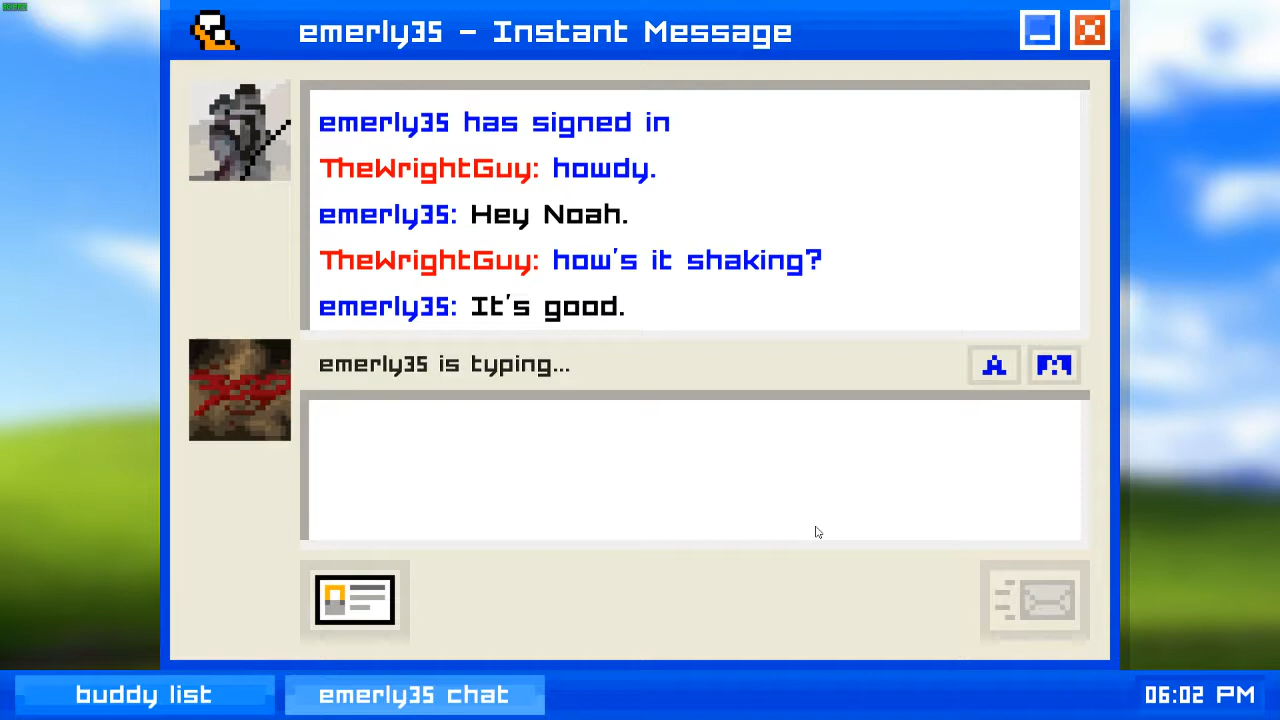 emerly35 - Instant Message
emerly35 has signed in
TheWrightGuy: howdy.
emerly35: Hey Noah.
TheWrightGuy: how's it shaking?
emerly35: It's good.
emerly35 is typing...
A
buddy list
emerly35 chat
06:02 PM